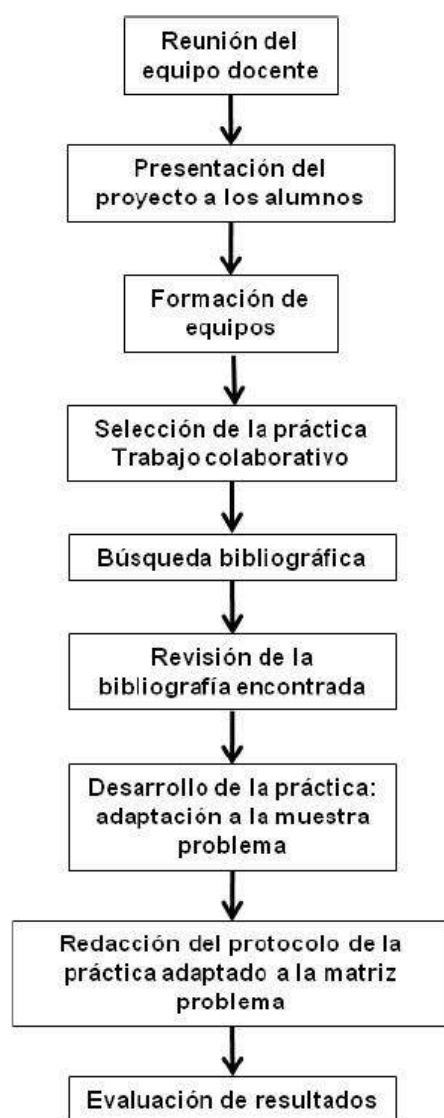 Reunión del
equipo docente
Presentación del
proyecto a los alumnos
Formación de
equipos
Selección de la práctica
Trabajo colaborativo
Búsqueda bibliográfica
Revisión de la
bibliografía encontrada
Desarrollo de la práctica:
adaptación a la muestra
problema
Redacción del protocolo de la
práctica adaptado a la matriz
problema
Evaluación de resultados